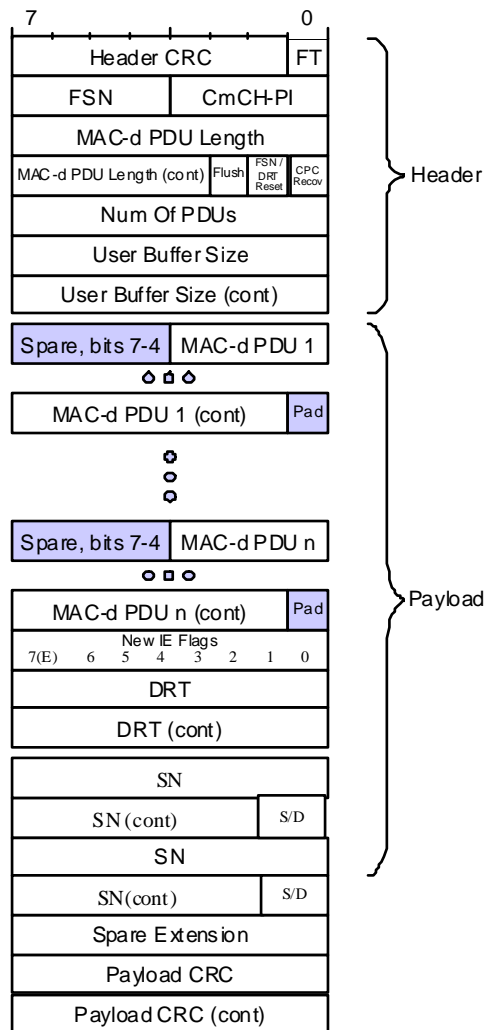 7 0
Header CRC FT
FSN CmCH-PI
MAC-d PDU Length
MAC-d PDU Length (cont) Flush FSN / DRT Reset CPC Recov
Header
Num Of PDUs
User Buffer Size
User Buffer Size (cont)
Spare, bits 7-4 MAC-d PDU 1
MAC-d PDU 1 (cont) Pad
Spare, bits 7-4 MAC-d PDU n
MAC-d PDU n (cont) Pad
Payload
New IE Flags
7(E) 6 5 4 3 2 1 0
DRT
DRT (cont)
SN
SN (cont) S/D
SN
SN(cont) S/D
Spare Extension
Payload CRC
Payload CRC (cont)